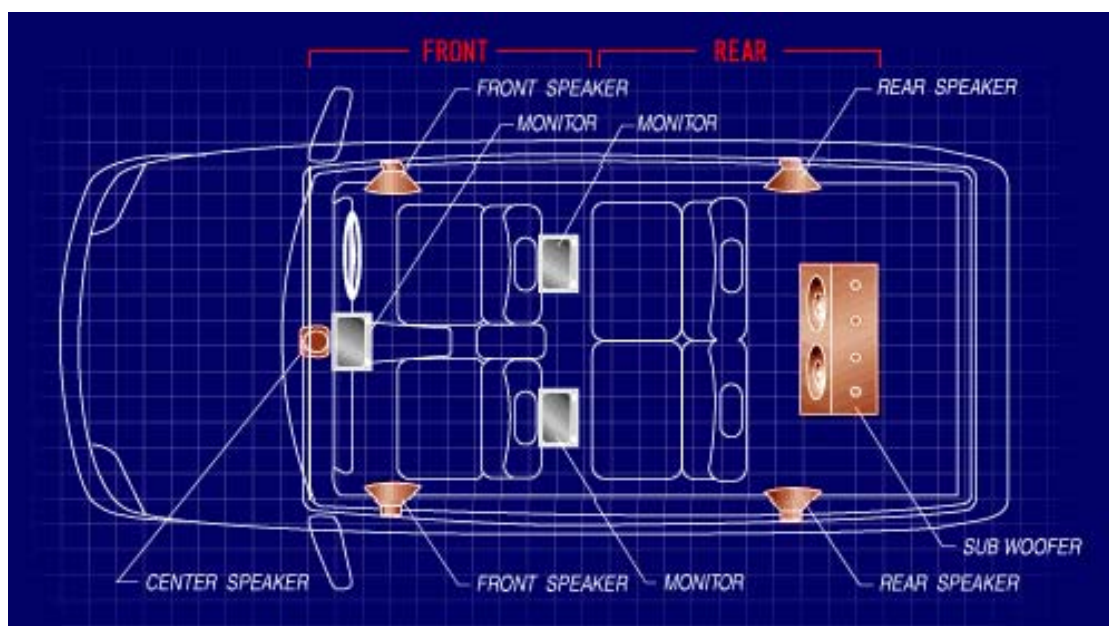 FRONT
REAR
FRONT SPEAKER
REAR SPEAKER
MONITOR
MONITOR
SUB WOOFER
CENTER SPEAKER
FRONT SPEAKER
MONITOR
REAR SPEAKER